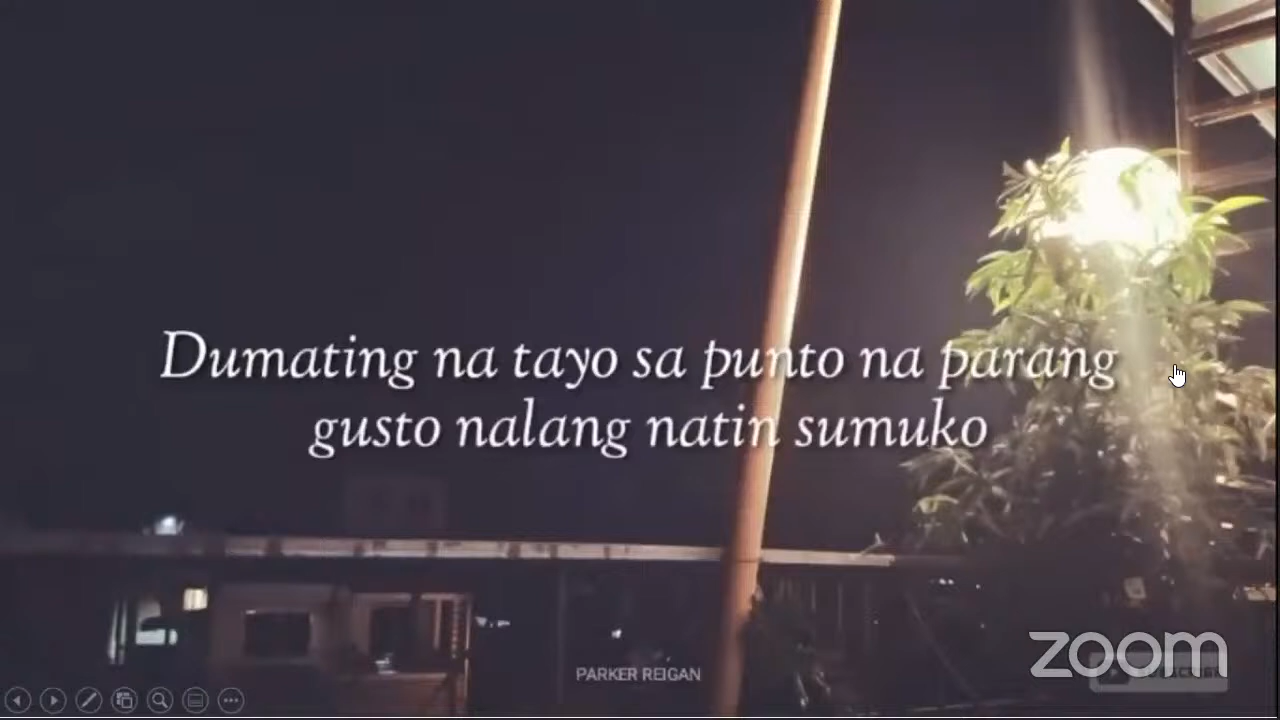 Dumating na tayo sa punto na parang
gusto nalang natin sumuko
PARKER REIGAN
zoom